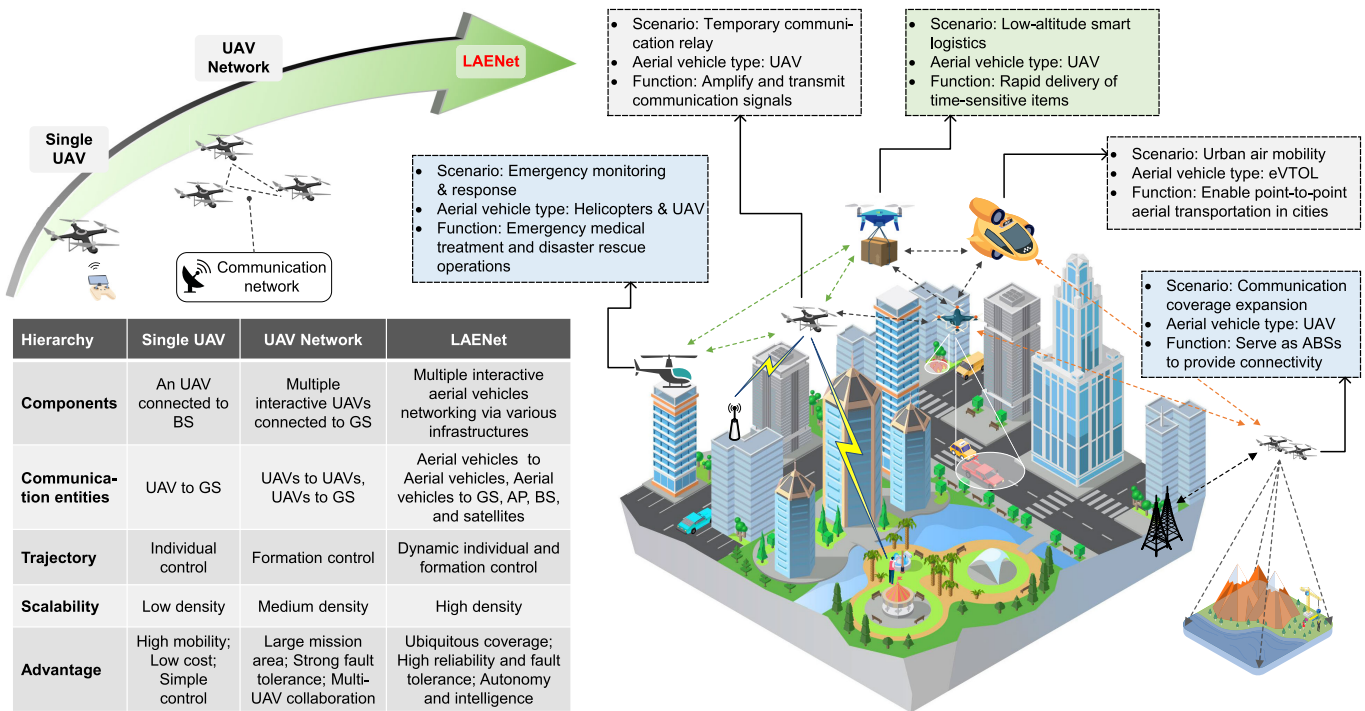 UAV
Network
LAENet
Single
UAV
Communication
network
• Scenario: Temporary communi-
cation relay
• Aerial vehicle type: UAV
• Function: Amplify and transmit
communication signals
• Scenario: Low-altitude smart
logistics
• Aerial vehicle type: UAV
• Function: Rapid delivery of
time-sensitive items
• Scenario: Emergency monitoring
& response
• Aerial vehicle type: Helicopters & UAV
• Function: Emergency medical
treatment and disaster rescue
operations
• Scenario: Urban air mobility
• Aerial vehicle type: eVTOL
• Function: Enable point-to-point
aerial transportation in cities
• Scenario: Communication
coverage expansion
• Aerial vehicle type: UAV
• Function: Serve as ABSs
to provide connectivity
Hierarchy
Single UAV
UAV Network
LAENet
Components
An UAV
connected to
BS
Multiple
interactive UAVs
connected to GS
Multiple interactive
aerial vehicles
networking via various
infrastructures
Communica-
tion entities
UAV to GS
UAVs to UAVs,
UAVs to GS
Aerial vehicles to
Aerial vehicles, Aerial
vehicles to GS, AP, BS,
and satellites
Trajectory
Individual
control
Formation control
Dynamic individual and
formation control
Scalability
Low density
Medium density
High density
Advantage
High mobility;
Low cost;
Simple
control
Large mission
area; Strong fault
tolerance; Multi-
UAV collaboration
Ubiquitous coverage;
High reliability and fault
tolerance; Autonomy
and intelligence